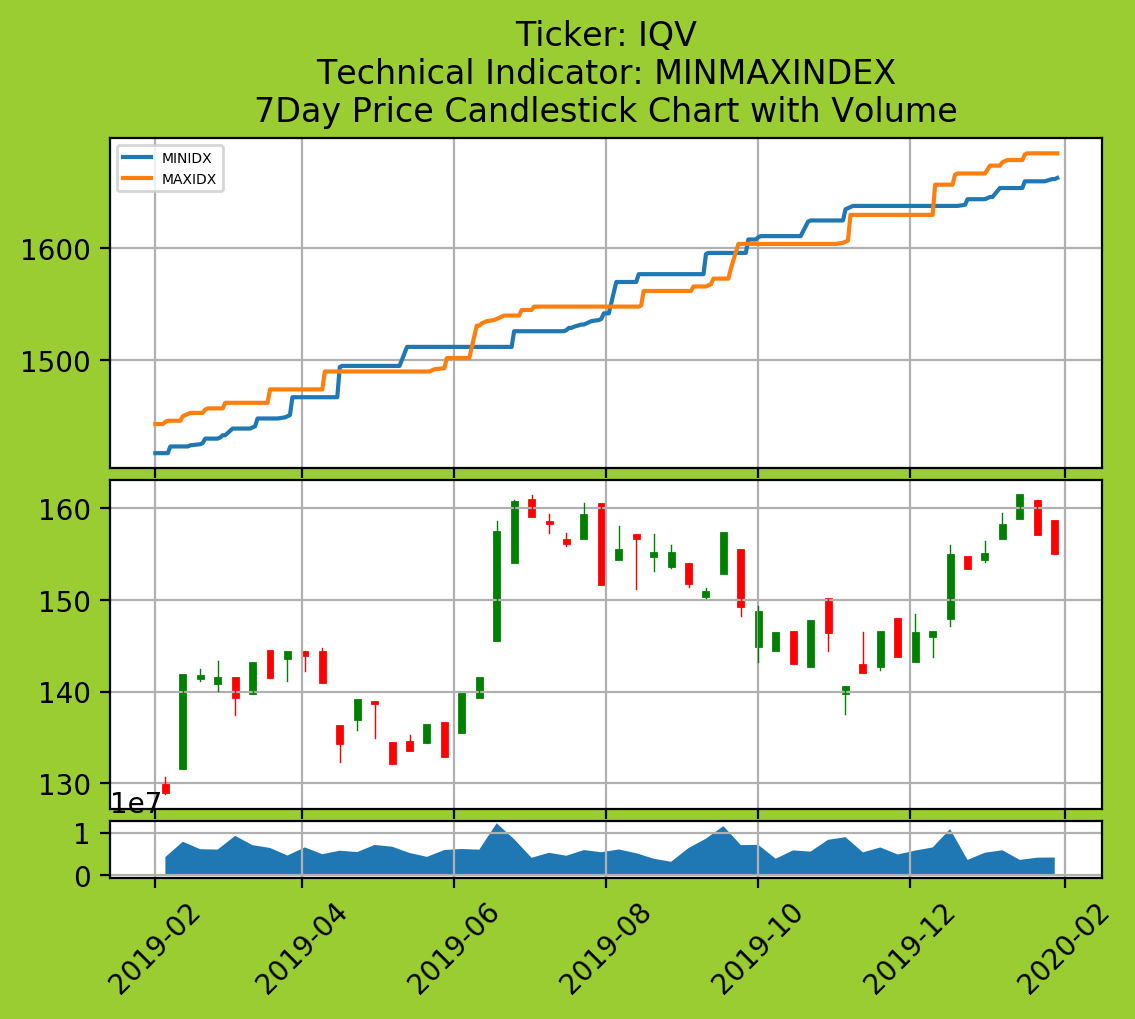 Ticker: IQV
Technical Indicator: MINMAXINDEX
7Day Price Candlestick Chart with Volume
MINIDX
MAXIDX
1600
1500
160
150
140
130
1e7
1
0
2019-02
2019-04
2019-06
2019-08
2019-10
2019-12
2020-02